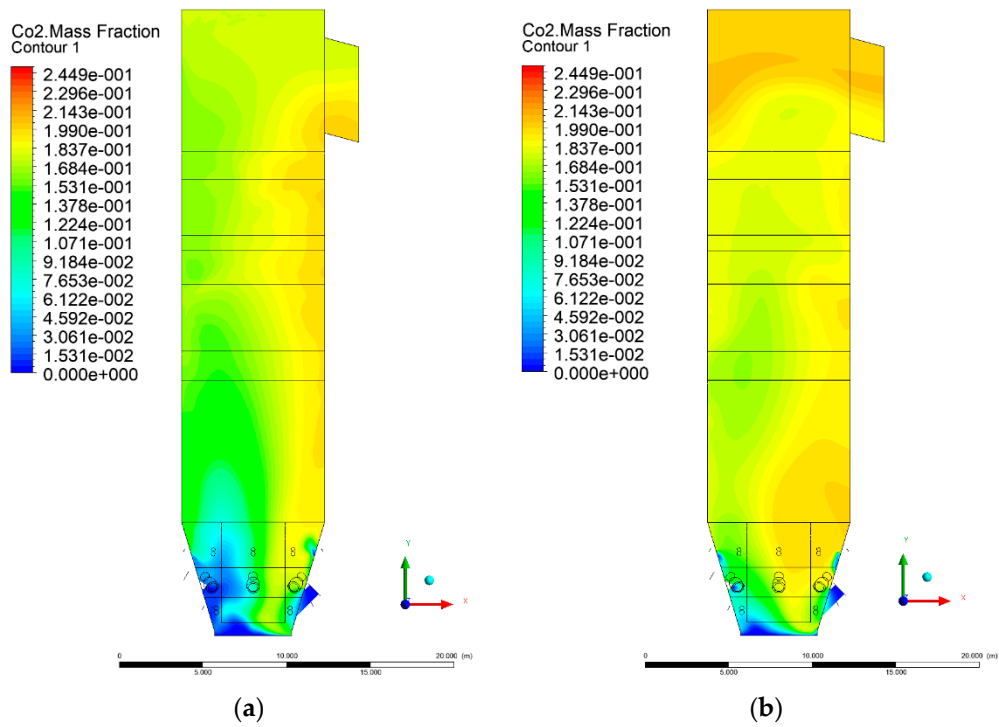 Co2.Mass Fraction
Contour 1
2.449e-001
2.296e-001
2.143e-001
1.990e-001
1.837e-001
1.684e-001
1.531e-001
1.378e-001
1.224e-001
1.071e-001
9.184e-002
7.653e-002
6.122e-002
4.592e-002
3.061e-002
1.531e-002
0.000e+000
Y
X
0 10.000 20.000 (m)
5.000 15.000
(a)
Co2.Mass Fraction
Contour 1
2.449e-001
2.296e-001
2.143e-001
1.990e-001
1.837e-001
1.684e-001
1.531e-001
1.378e-001
1.224e-001
1.071e-001
9.184e-002
7.653e-002
6.122e-002
4.592e-002
3.061e-002
1.531e-002
0.000e+000
Y
X
0 10.000 20.000 (m)
5.000 15.000
(b)